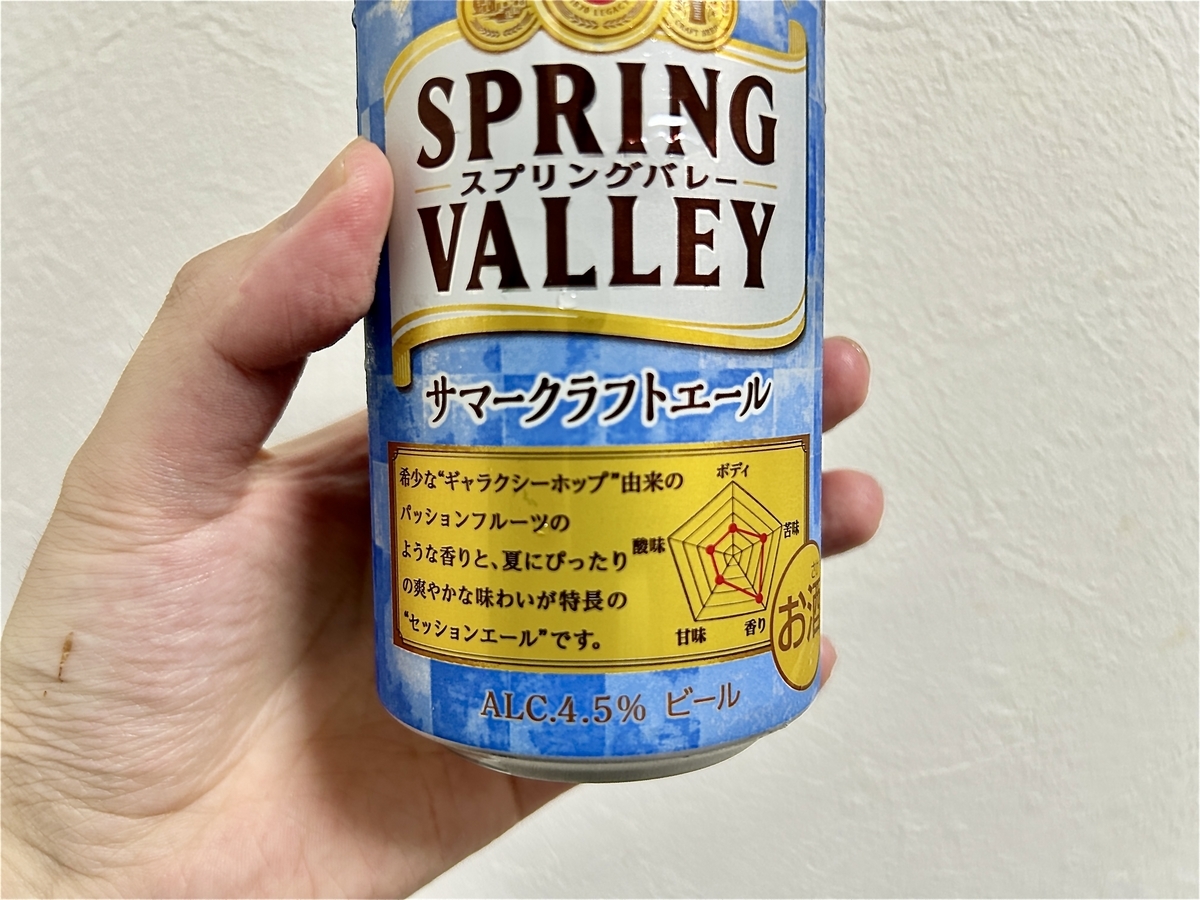 SPRING
スプリングバレー
VALLEY
サマークラフトエール
希少な“ギャラクシーホップ”由来の
パッションフルーツの
ような香りと、夏にぴったり
の爽やかな味わいが特長の
“セッションエール”です。
ボディ
苦味
酸味
甘味
香り
お酒
ALC.4.5% ビール